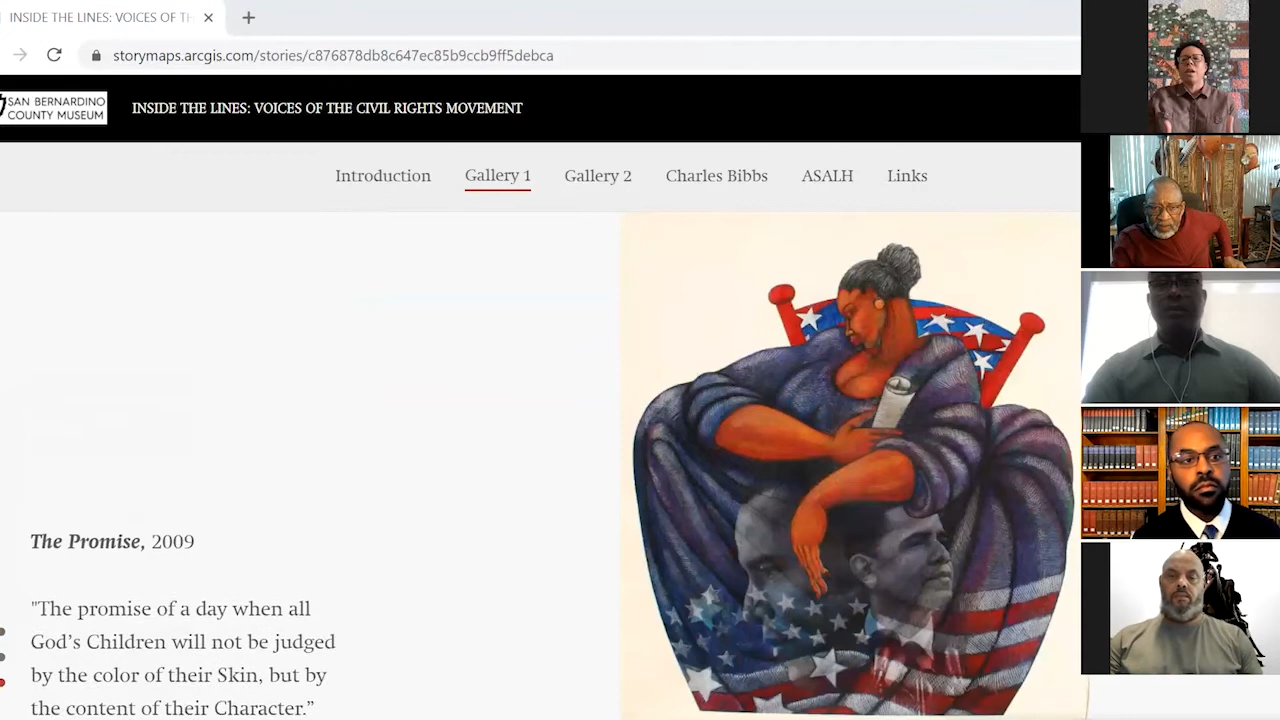 INSIDE THE LINES: VOICES OF TH
storymaps.arcgis.com/stories/c876878db8c647ec85b9ccb9ff5debca
SAN BERNARDINO
COUNTY MUSEUM
INSIDE THE LINES: VOICES OF THE CIVIL RIGHTS MOVEMENT
Introduction
Gallery 1
Gallery 2
Charles Bibbs
ASALH
Links
The Promise, 2009
"The promise of a day when all
God's Children will not be judged
by the color of their Skin, but by
the content of their Character.”